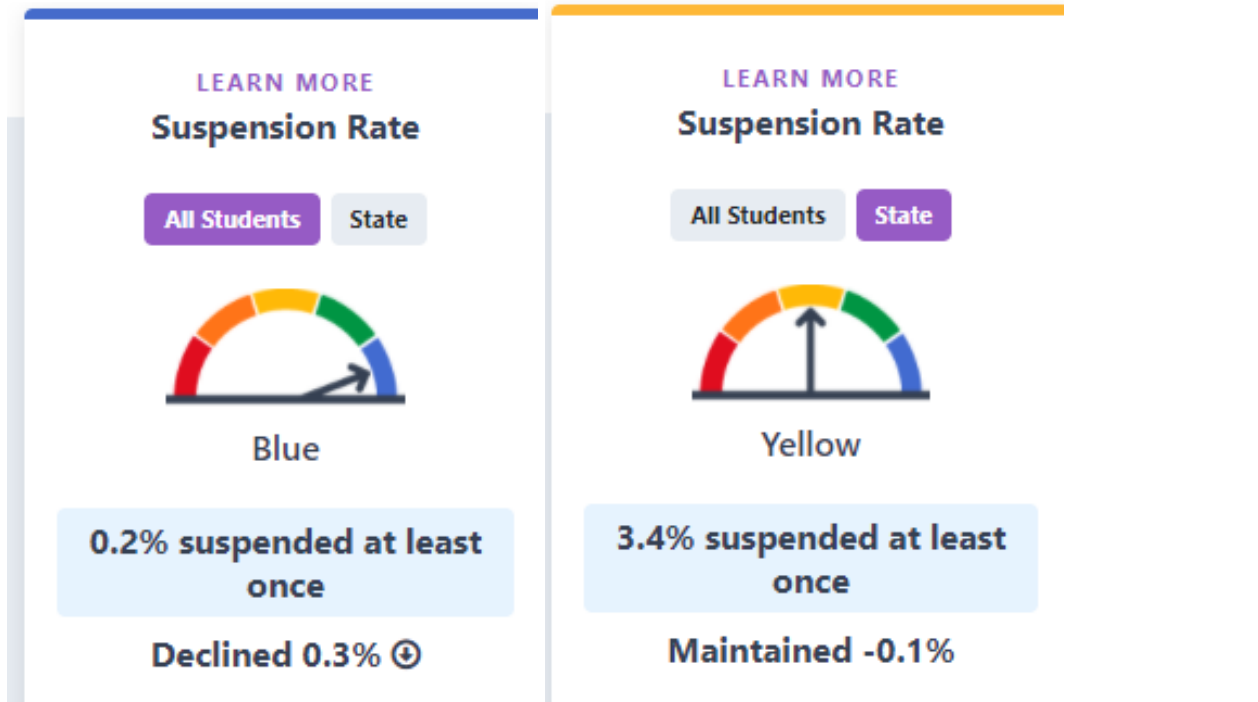 LEARN MORE
Suspension Rate
All Students State
Blue
0.2% suspended at least
once
Declined 0.3%
LEARN MORE
Suspension Rate
All Students State
Yellow
3.4% suspended at least
once
Maintained -0.1%